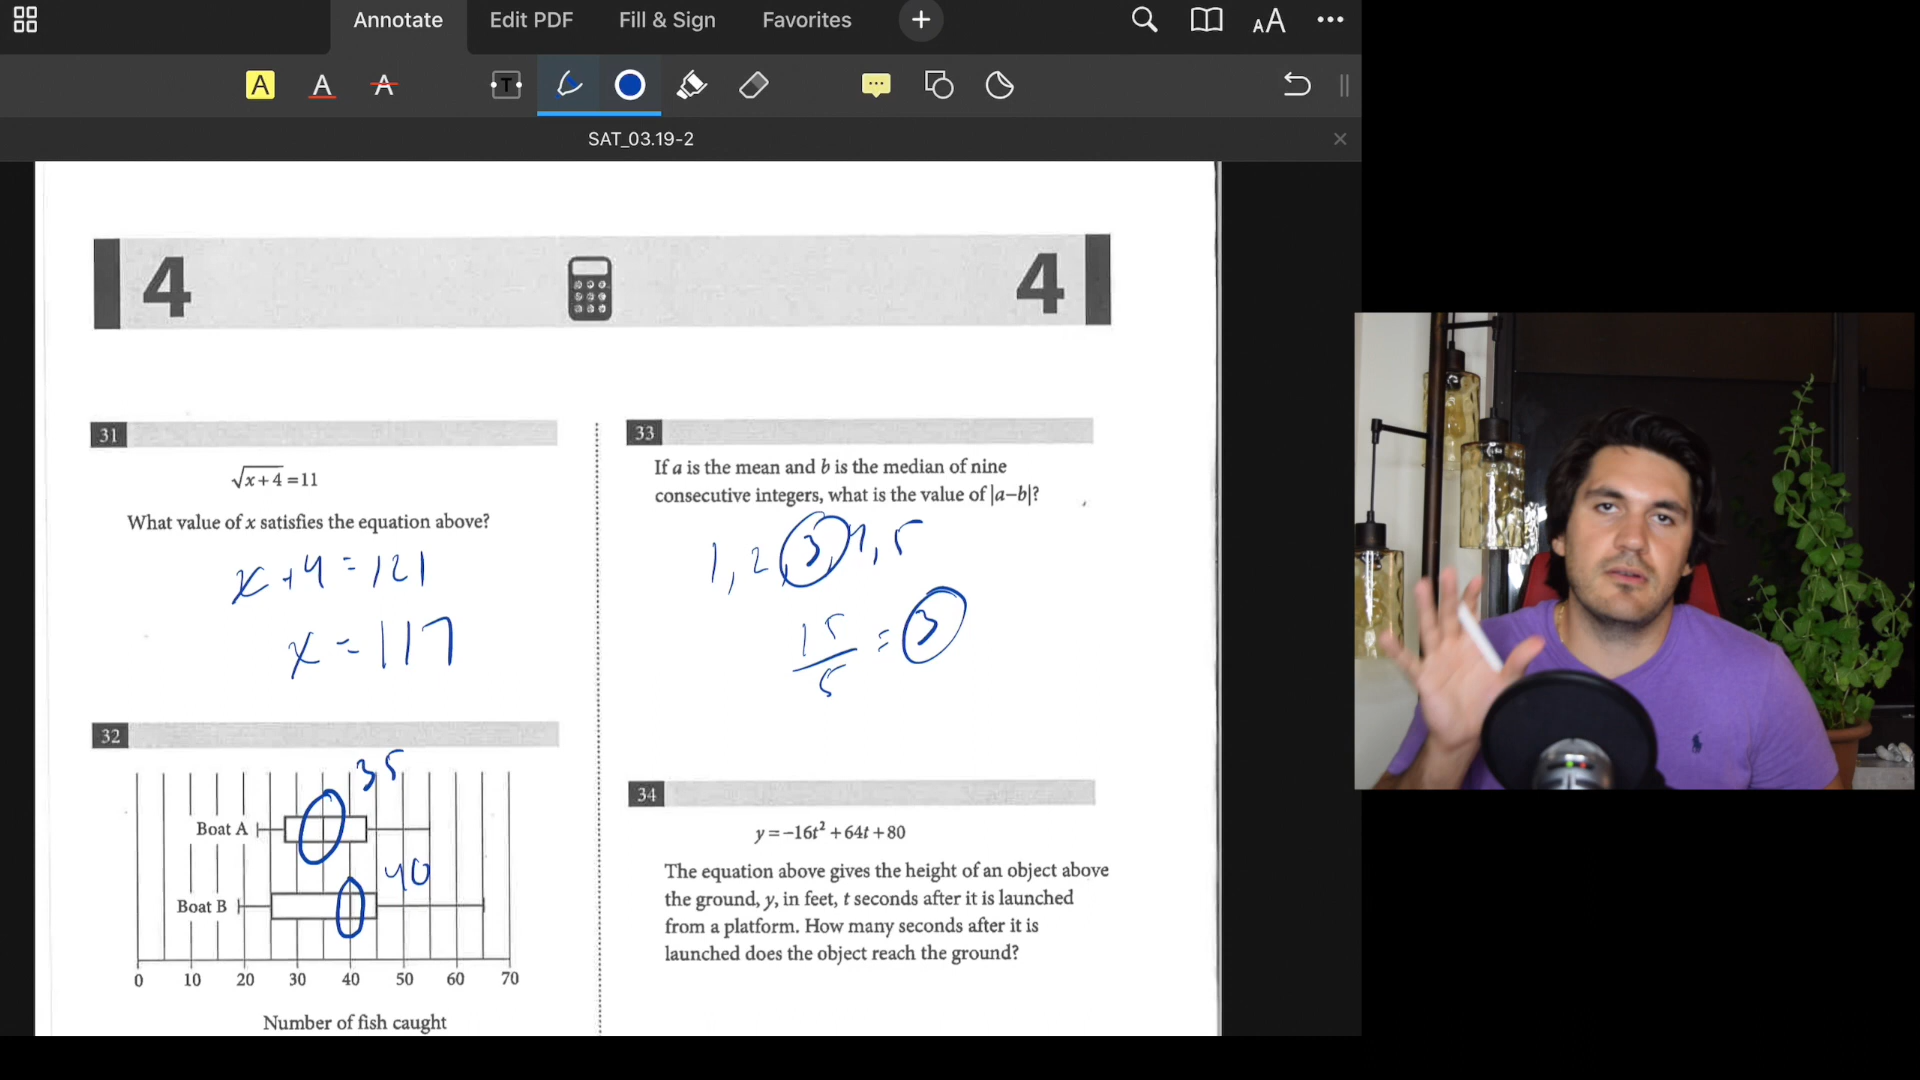 Annotate Edit PDF Fill & Sign Favorites + AA
A A A T
SAT_03.19-2
4 4
31
√x+4=11
What value of x satisfies the equation above?
x+4=121
x=117
32
35
Boat A
40
Boat B
0 10 20 30 40 50 60 70
Number of fish caught
33
If a is the mean and b is the median of nine
consecutive integers, what is the value of |a–b|?
1, 2, 3, 4, 5
15/5 = 3
34
y=−16t²+64t+80
The equation above gives the height of an object above
the ground, y, in feet, t seconds after it is launched
from a platform. How many seconds after it is
launched does the object reach the ground?